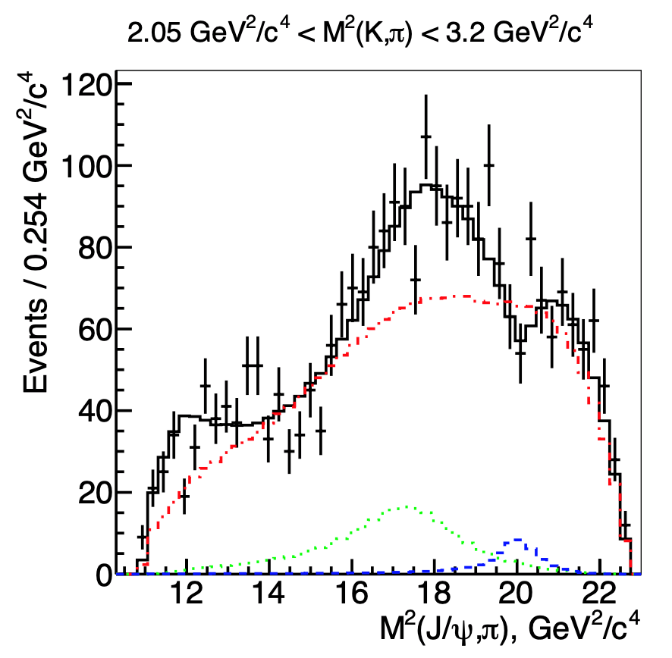 2.05 GeV²/c⁴ < M²(K,π) < 3.2 GeV²/c⁴
Events / 0.254 GeV²/c⁴
120
100
80
60
40
20
0
12 14 16 18 20 22
M²(J/ψ,π), GeV²/c⁴